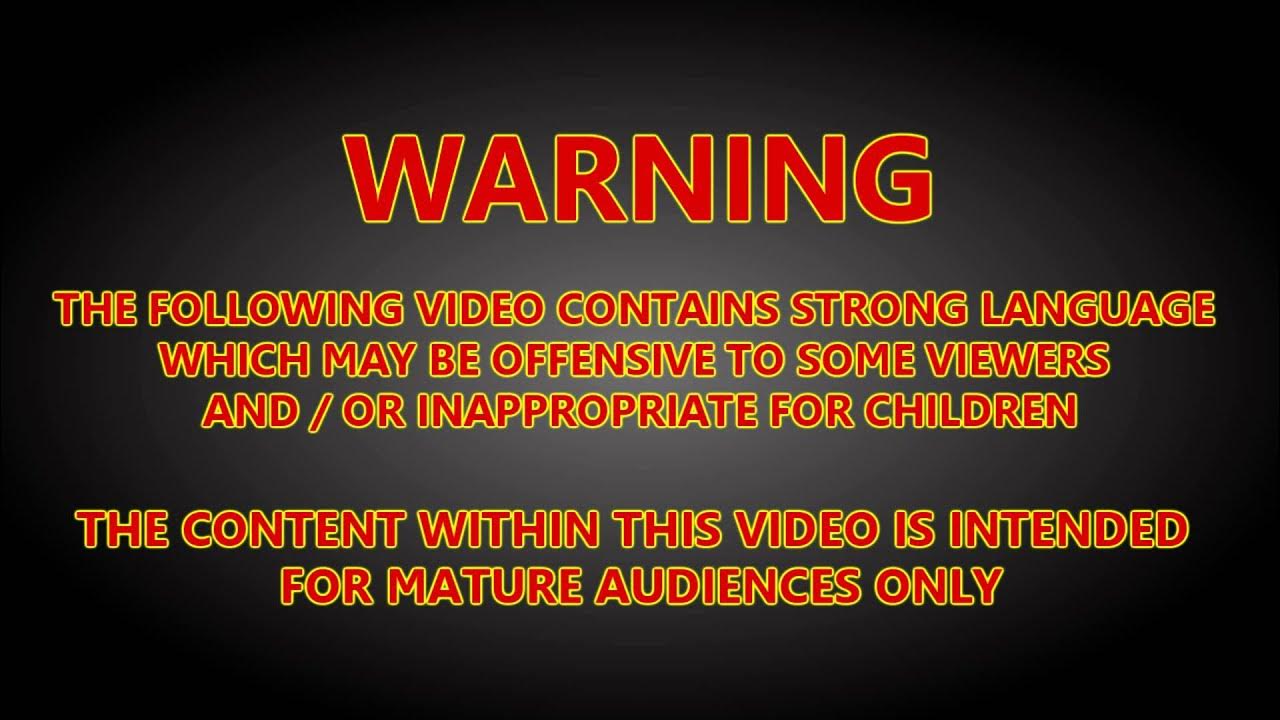 WARNING
THE FOLLOWING VIDEO CONTAINS STRONG LANGUAGE
WHICH MAY BE OFFENSIVE TO SOME VIEWERS
AND / OR INAPPROPRIATE FOR CHILDREN
THE CONTENT WITHIN THIS VIDEO IS INTENDED
FOR MATURE AUDIENCES ONLY